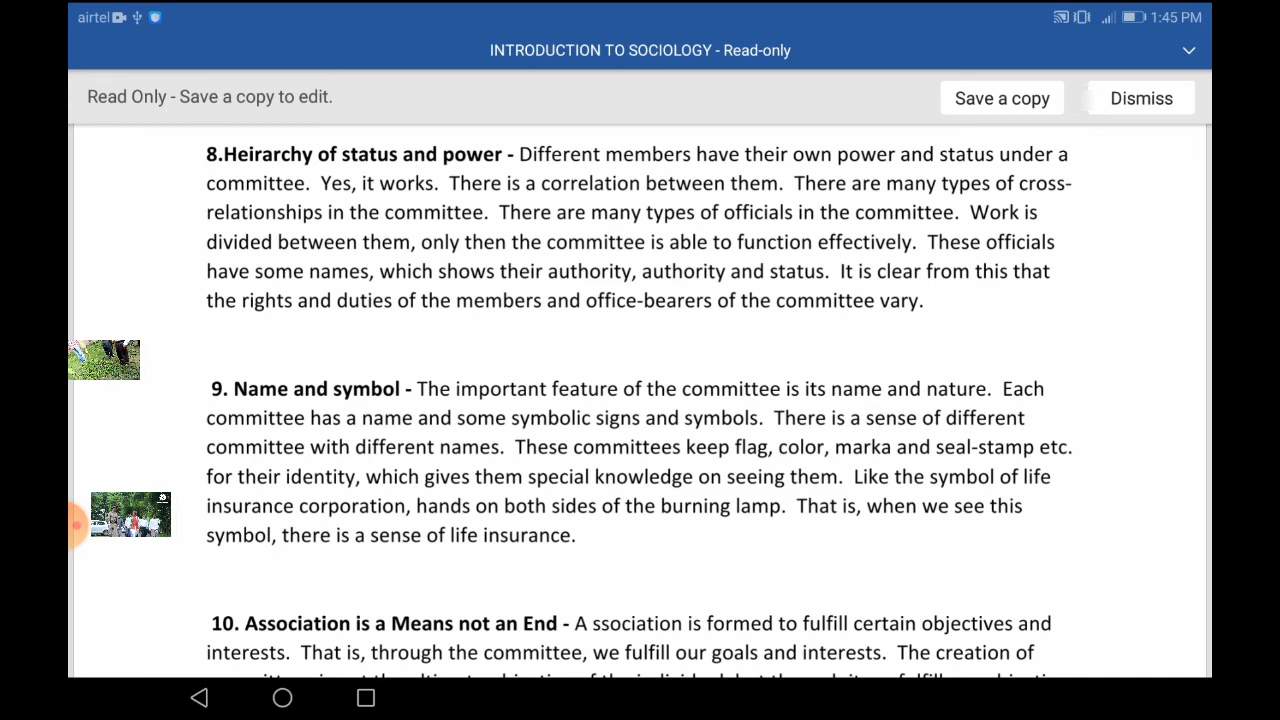 airtel 1:45 PM
INTRODUCTION TO SOCIOLOGY - Read-only
Read Only - Save a copy to edit. Save a copy Dismiss
8.Heirarchy of status and power - Different members have their own power and status under a
committee. Yes, it works. There is a correlation between them. There are many types of cross-
relationships in the committee. There are many types of officials in the committee. Work is
divided between them, only then the committee is able to function effectively. These officials
have some names, which shows their authority, authority and status. It is clear from this that
the rights and duties of the members and office-bearers of the committee vary.
9. Name and symbol - The important feature of the committee is its name and nature. Each
committee has a name and some symbolic signs and symbols. There is a sense of different
committee with different names. These committees keep flag, color, marka and seal-stamp etc.
for their identity, which gives them special knowledge on seeing them. Like the symbol of life
insurance corporation, hands on both sides of the burning lamp. That is, when we see this
symbol, there is a sense of life insurance.
10. Association is a Means not an End - A ssociation is formed to fulfill certain objectives and
interests. That is, through the committee, we fulfill our goals and interests. The creation of